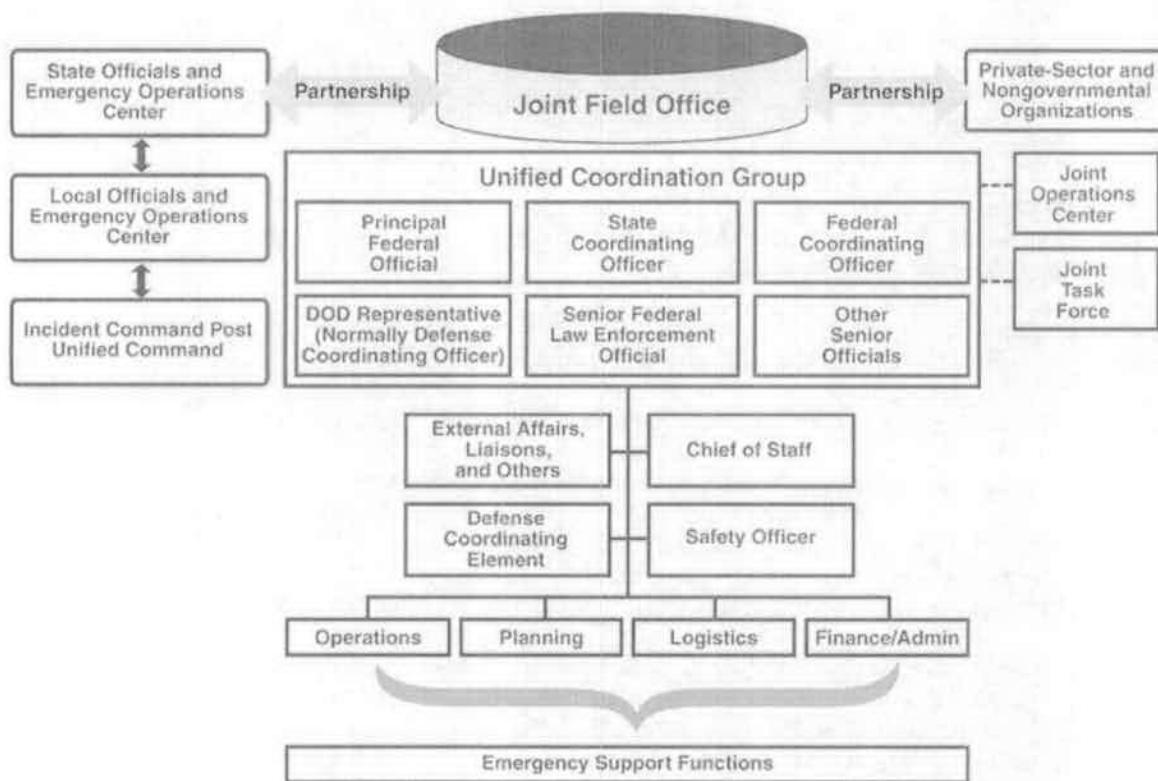 State Officials and
Emergency Operations
Center
Partnership
Joint Field Office
Partnership
Private-Sector and
Nongovernmental
Organizations
Local Officials and
Emergency Operations
Center
Incident Command Post
Unified Command
Unified Coordination Group
Principal
Federal
Official
State
Coordinating
Officer
Federal
Coordinating
Officer
DOD Representative
(Normally Defense
Coordinating Officer)
Senior Federal
Law Enforcement
Official
Other
Senior
Officials
Joint
Operations
Center
Joint
Task
Force
External Affairs,
Liaisons,
and Others
Chief of Staff
Defense
Coordinating
Element
Safety Officer
Operations
Planning
Logistics
Finance/Admin
Emergency Support Functions